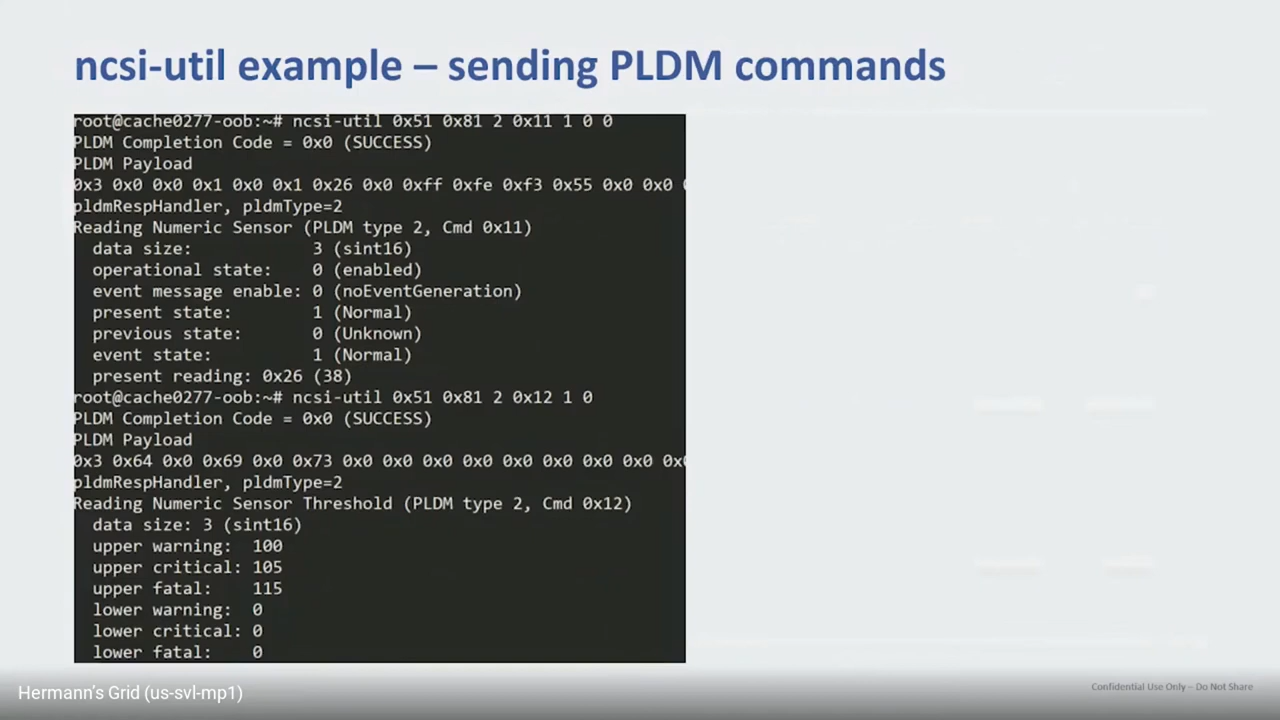 ncsi-util example – sending PLDM commands
root@cache0277-oob:~# ncsi-util 0x51 0x81 2 0x11 1 0 0
PLDM Completion Code = 0x0 (SUCCESS)
PLDM Payload
0x3 0x0 0x0 0x1 0x0 0x1 0x26 0x0 0xff 0xfe 0xf3 0x55 0x0 0x0
pldmRespHandler, pldmType=2
Reading Numeric Sensor (PLDM type 2, Cmd 0x11)
data size: 3 (sint16)
operational state: 0 (enabled)
event message enable: 0 (noEventGeneration)
present state: 1 (Normal)
previous state: 0 (Unknown)
event state: 1 (Normal)
present reading: 0x26 (38)
root@cache0277-oob:~# ncsi-util 0x51 0x81 2 0x12 1 0
PLDM Completion Code = 0x0 (SUCCESS)
PLDM Payload
0x3 0x64 0x0 0x69 0x0 0x73 0x0 0x0 0x0 0x0 0x0 0x0 0x0 0x0 0x
pldmRespHandler, pldmType=2
Reading Numeric Sensor Threshold (PLDM type 2, Cmd 0x12)
data size: 3 (sint16)
upper warning: 100
upper critical: 105
upper fatal: 115
lower warning: 0
lower critical: 0
lower fatal: 0
Hermann's Grid (us-svl-mp1)
Confidential Use Only – Do Not Share